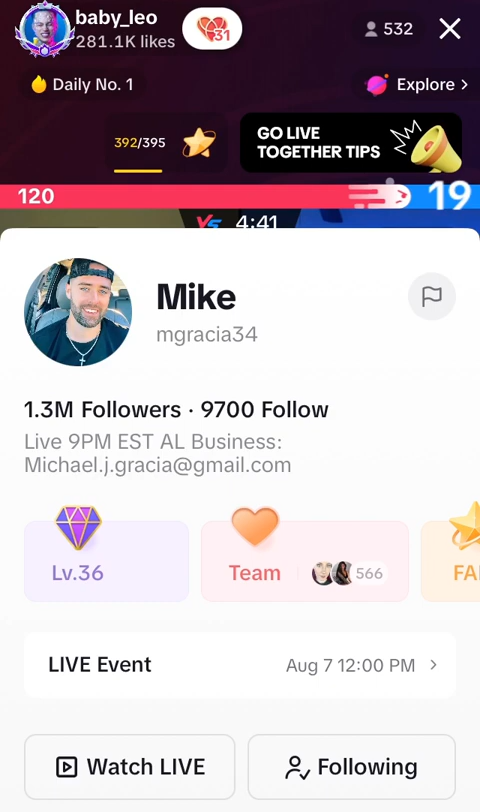 baby_leo
281.1K likes
31
532
Daily No. 1
Explore >
392/395
GO LIVE
TOGETHER TIPS
120
19
VS 4:41
Mike
mgracia34
1.3M Followers · 9700 Follow
Live 9PM EST AL Business:
Michael.j.gracia@gmail.com
Lv.36
Team
566
FA
LIVE Event
Aug 7 12:00 PM >
Watch LIVE
Following